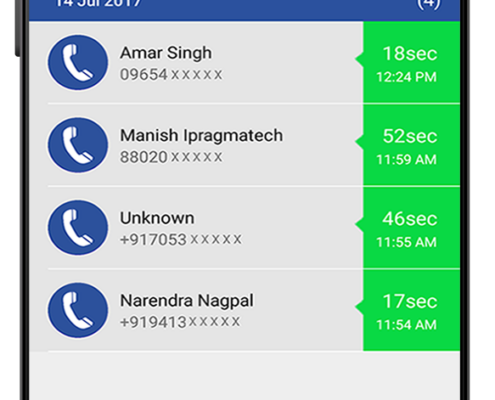 14 Jul 2017 (4)
Amar Singh
18sec
09654xxxxx
12:24 PM
Manish Ipragmatech
52sec
88020xxxxx
11:59 AM
Unknown
46sec
+917053xxxxx
11:55 AM
Narendra Nagpal
17sec
+919413xxxxx
11:54 AM